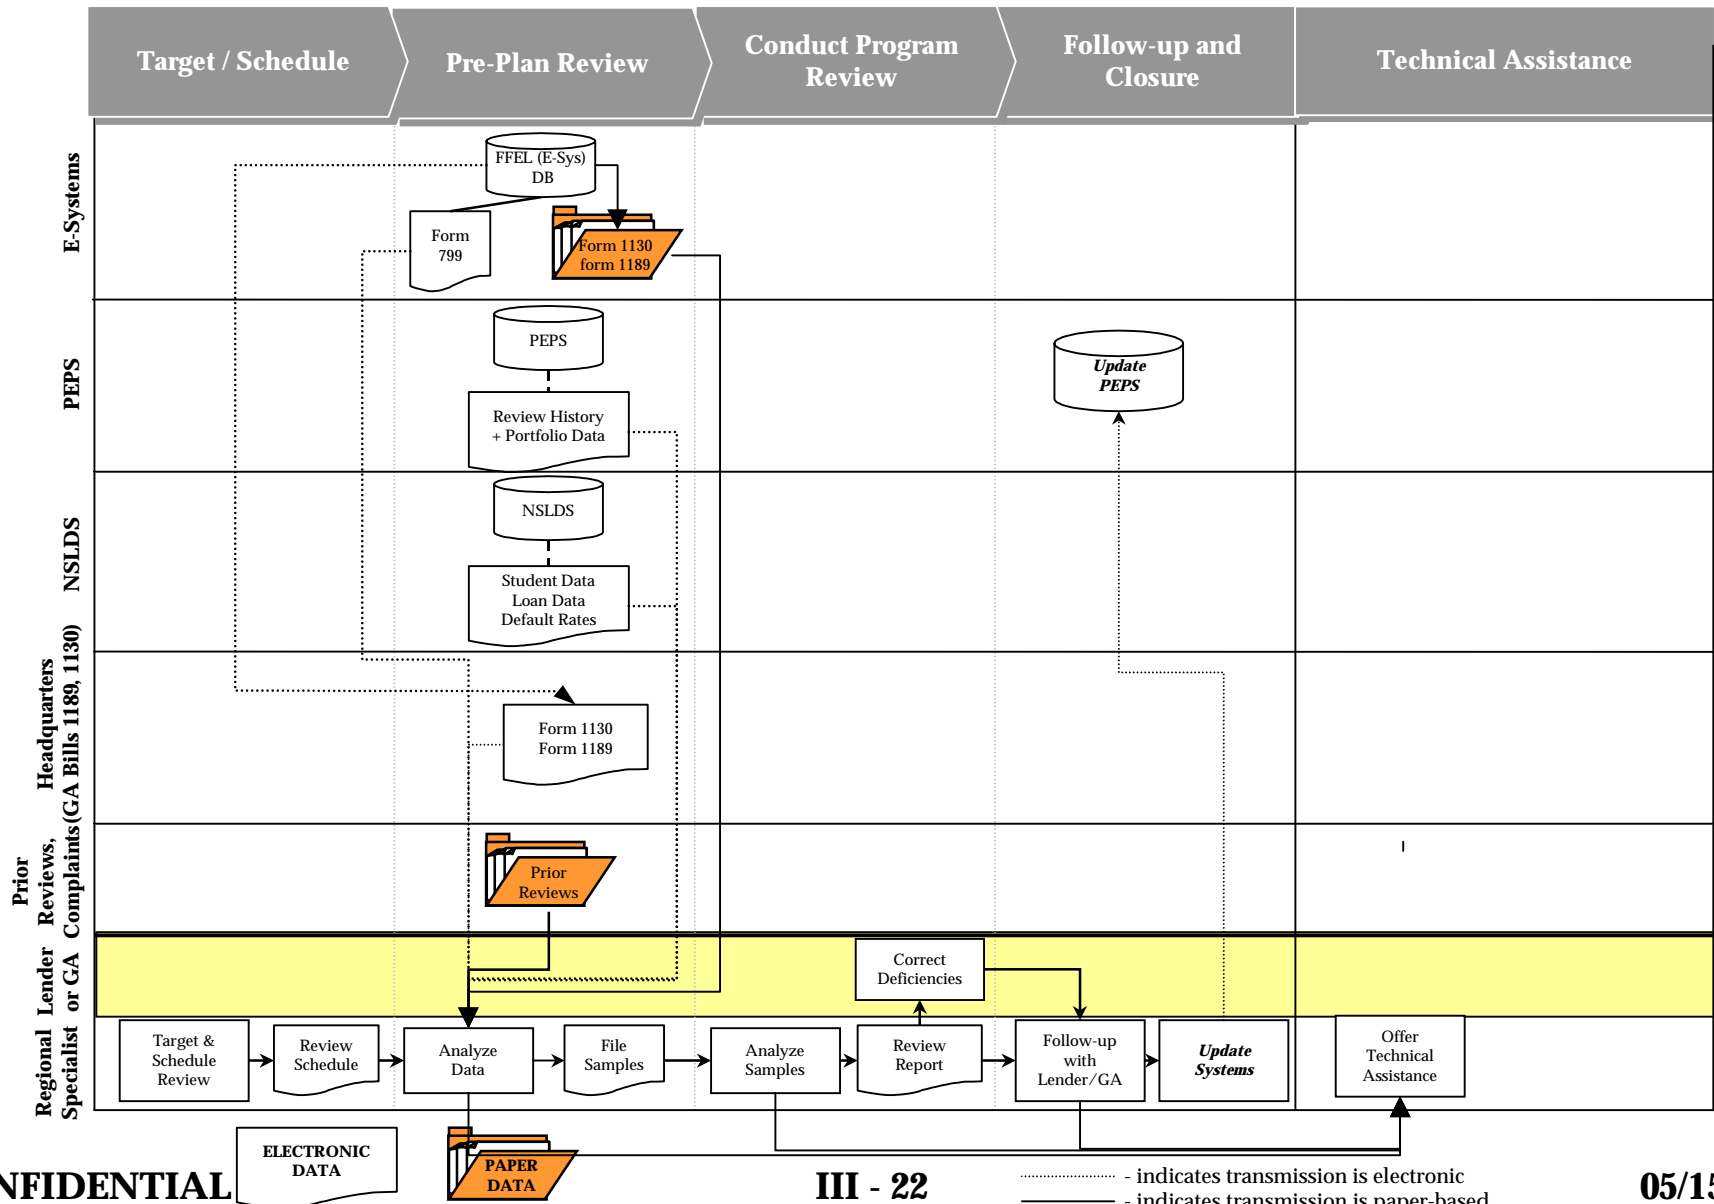 Target / Schedule
Pre-Plan Review
Conduct Program
Review
Follow-up and
Closure
Technical Assistance
E-Systems
FFEL (E-Sys)
DB
Form
799
Form 1130
form 1189
PEPS
PEPS
Review History
+ Portfolio Data
Update
PEPS
NSLDS
NSLDS
Student Data
Loan Data
Default Rates
Headquarters
(GA Bills 1189, 1130)
Form 1130
Form 1189
Prior
Reviews,
Complaints
Prior
Reviews
Lender
or GA
Correct
Deficiencies
Regional
Specialist
Target &
Schedule
Review
Review
Schedule
Analyze
Data
File
Samples
Analyze
Samples
Review
Report
Follow-up
with
Lender/GA
Update
Systems
Offer
Technical
Assistance
ELECTRONIC
DATA
PAPER
DATA
NFIDENTIAL
III - 22
- indicates transmission is electronic
- indicates transmission is paper-based
05/15